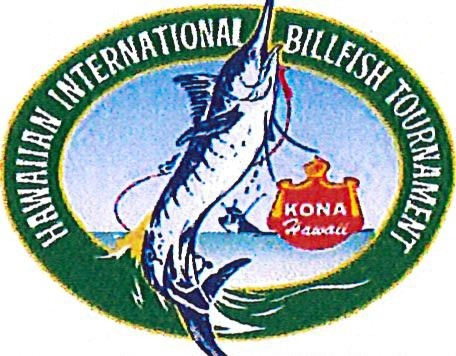 HAWAIIAN INTERNATIONAL BILLFISH TOURNAMENT
KONA
Hawaii